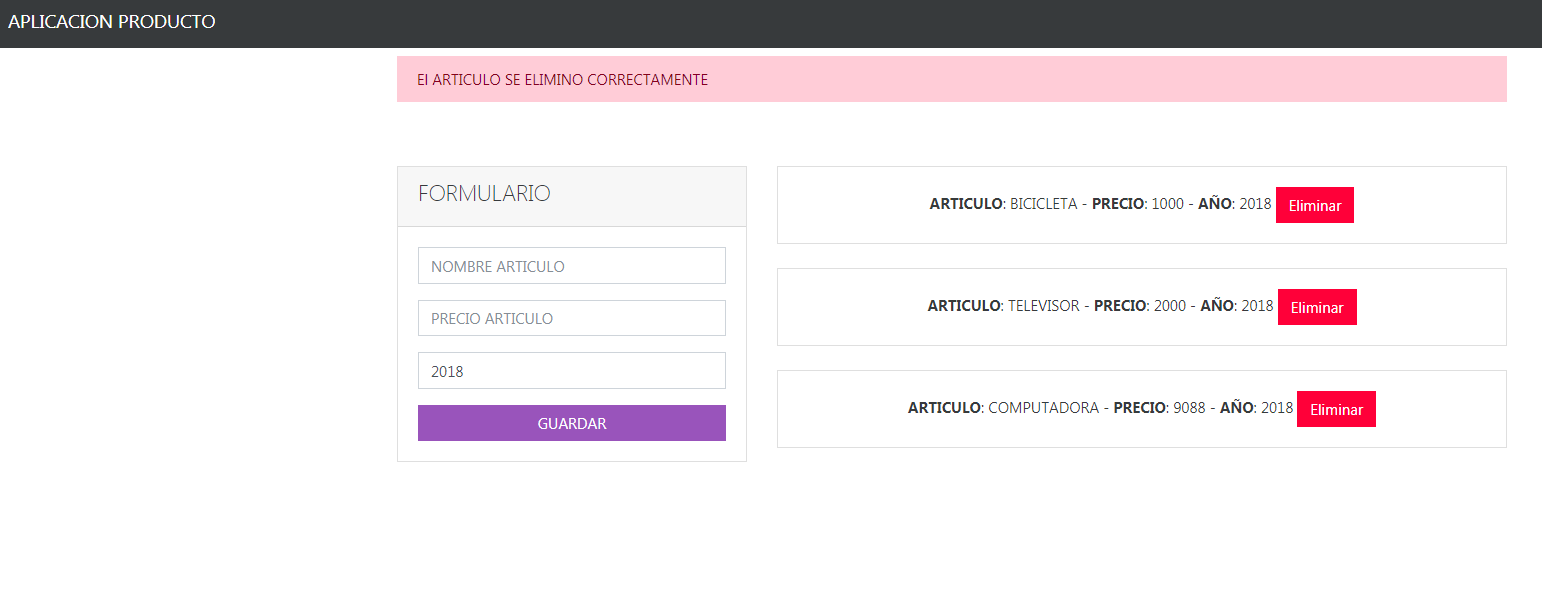 APLICACION PRODUCTO
El ARTICULO SE ELIMINO CORRECTAMENTE
FORMULARIO
NOMBRE ARTICULO
PRECIO ARTICULO
2018
GUARDAR
ARTICULO: BICICLETA - PRECIO: 1000 - AÑO: 2018 Eliminar
ARTICULO: TELEVISOR - PRECIO: 2000 - AÑO: 2018 Eliminar
ARTICULO: COMPUTADORA - PRECIO: 9088 - AÑO: 2018 Eliminar